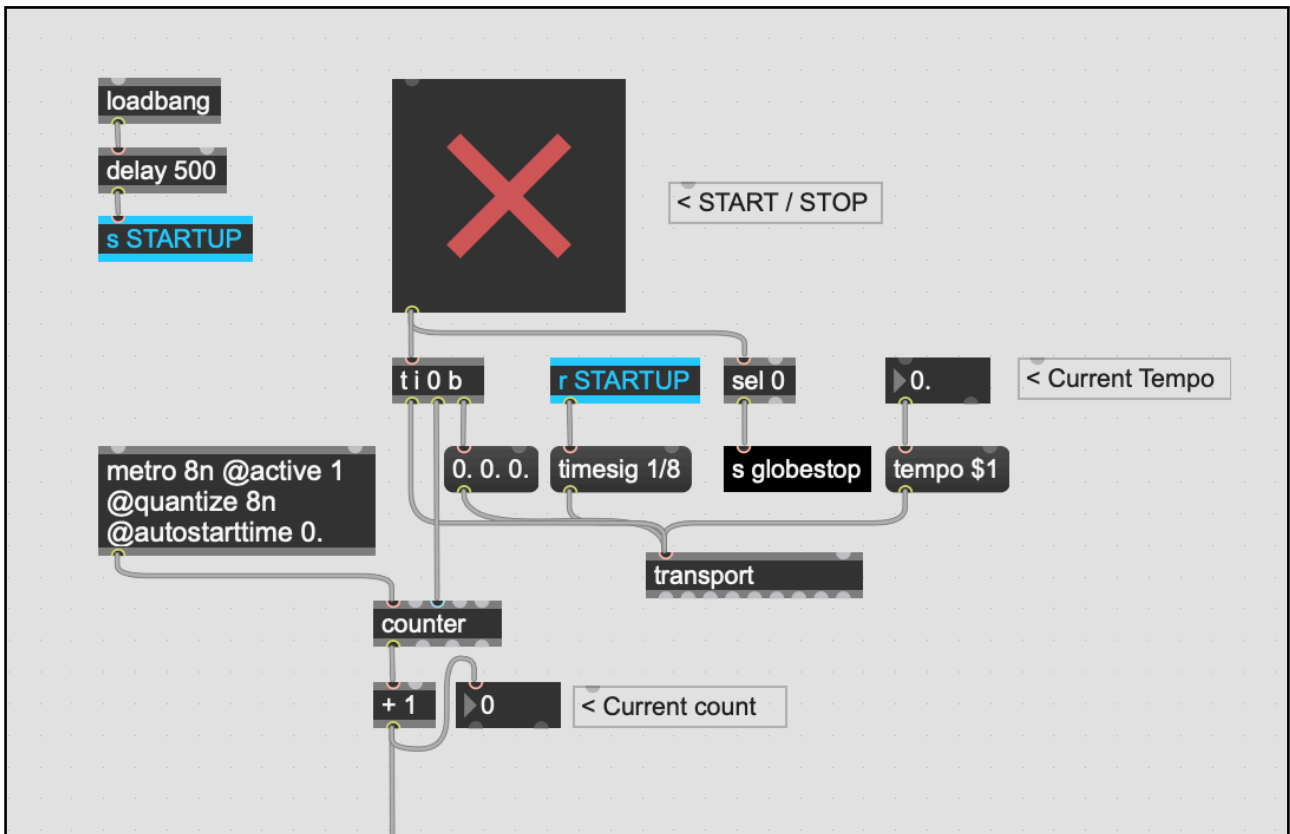 loadbang
delay 500
s STARTUP
< START / STOP
t i 0 b
r STARTUP
sel 0
0.
< Current Tempo
metro 8n @active 1
@quantize 8n
@autostarttime 0.
0. 0. 0.
timesig 1/8
s globestop
tempo $1
transport
counter
+ 1
0
< Current count